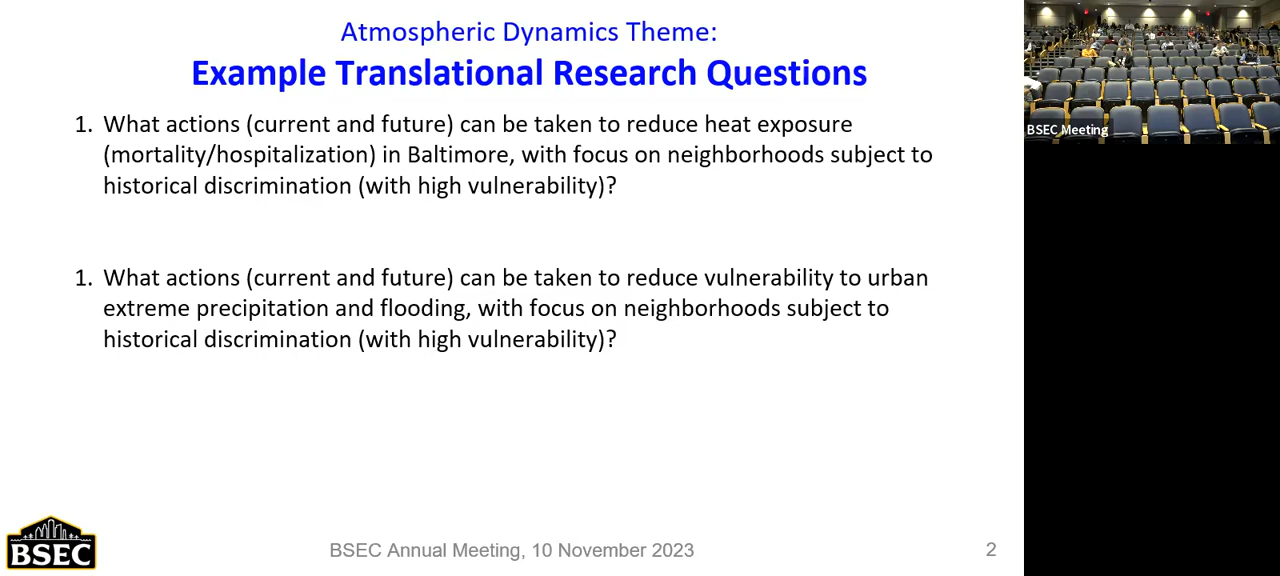 Atmospheric Dynamics Theme:
Example Translational Research Questions
1. What actions (current and future) can be taken to reduce heat exposure
(mortality/hospitalization) in Baltimore, with focus on neighborhoods subject to
historical discrimination (with high vulnerability)?
1. What actions (current and future) can be taken to reduce vulnerability to urban
extreme precipitation and flooding, with focus on neighborhoods subject to
historical discrimination (with high vulnerability)?
BSEC
BSEC Annual Meeting, 10 November 2023
2
BSEC Meeting